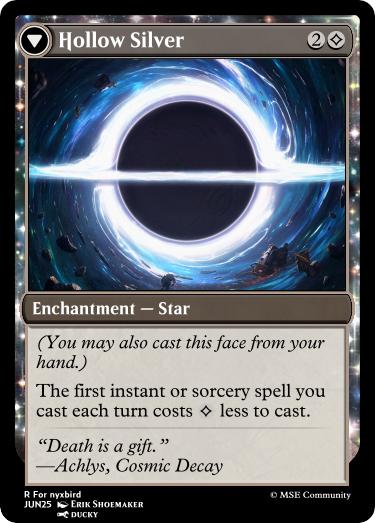 Hollow Silver 2
Enchantment — Star
(You may also cast this face from your
hand.)
The first instant or sorcery spell you
cast each turn costs less to cast.
“Death is a gift.”
—Achlys, Cosmic Decay
R For nyxbird
© MSE Community
JUN25 Erik Shoemaker
DUCKY